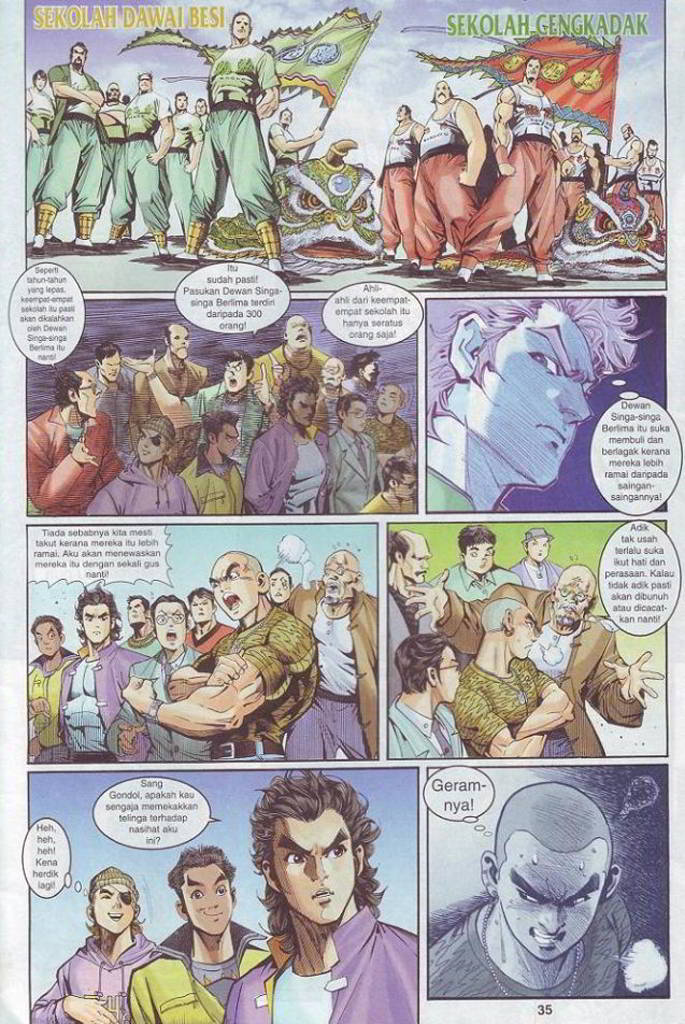 SEKOLAH DAWAI BESI
SEKOLAH GENGKADAK
Seperti
tahun-tahun
yang lepas,
keempat-empat
sekolah itu pasti
akan dikalahkan
oleh Dewan
Singa-singa
Berlima itu
nanti!
Itu
sudah pasti!
Pasukan Dewan Singa-
singa Berlima terdiri
daripada 300
orang!
Ahli-
ahli dari keempat-
empat sekolah itu
hanya seratus
orang saja!
Dewan
Singa-singa
Berlima itu suka
membuli dan
berlagak kerana
mereka lebih
ramai daripada
saingan-
saingannya!
Tiada sebabnya kita mesti
takut kerana mereka itu lebih
ramai. Aku akan menewaskan
mereka itu dengan sekali gus
nanti!
Adik
tak usah
terlalu suka
ikut hati dan
perasaan. Kalau
tidak adik pasti
akan dibunuh
atau dicacat-
kan nanti!
Heh,
heh,
heh!
Kena
herdik
lagi!
Sang
Gondol, apakah kau
sengaja memekakkan
telinga terhadap
nasihat aku
ini?
Geram-
nya!
35